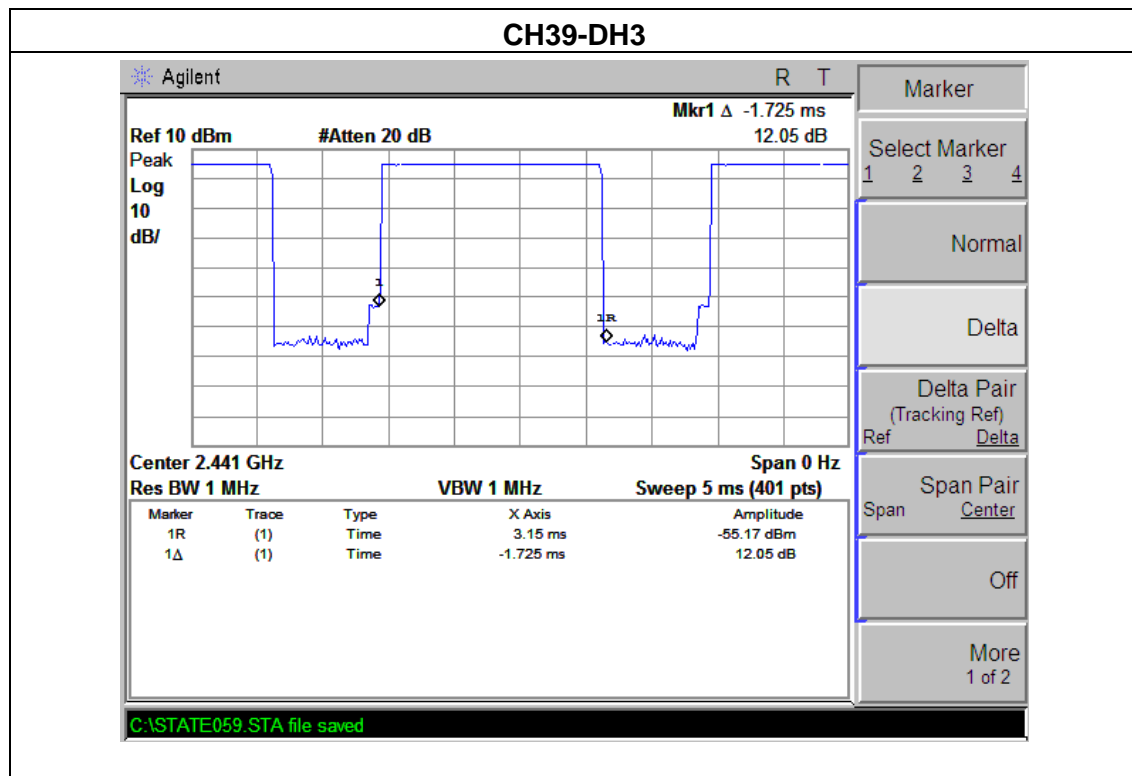 CH39-DH3
Agilent R T
Mkr1 Δ -1.725 ms
Ref 10 dBm #Atten 20 dB 12.05 dB
Peak
Log
10
dB/
1
1R
Center 2.441 GHz Span 0 Hz
Res BW 1 MHz VBW 1 MHz Sweep 5 ms (401 pts)
Marker Trace Type X Axis Amplitude
1R (1) Time 3.15 ms -55.17 dBm
1Δ (1) Time -1.725 ms 12.05 dB
C:\STATE059.STA file saved
Marker
Select Marker
1 2 3 4
Normal
Delta
Delta Pair
(Tracking Ref)
Ref Delta
Span Pair
Span Center
Off
More
1 of 2